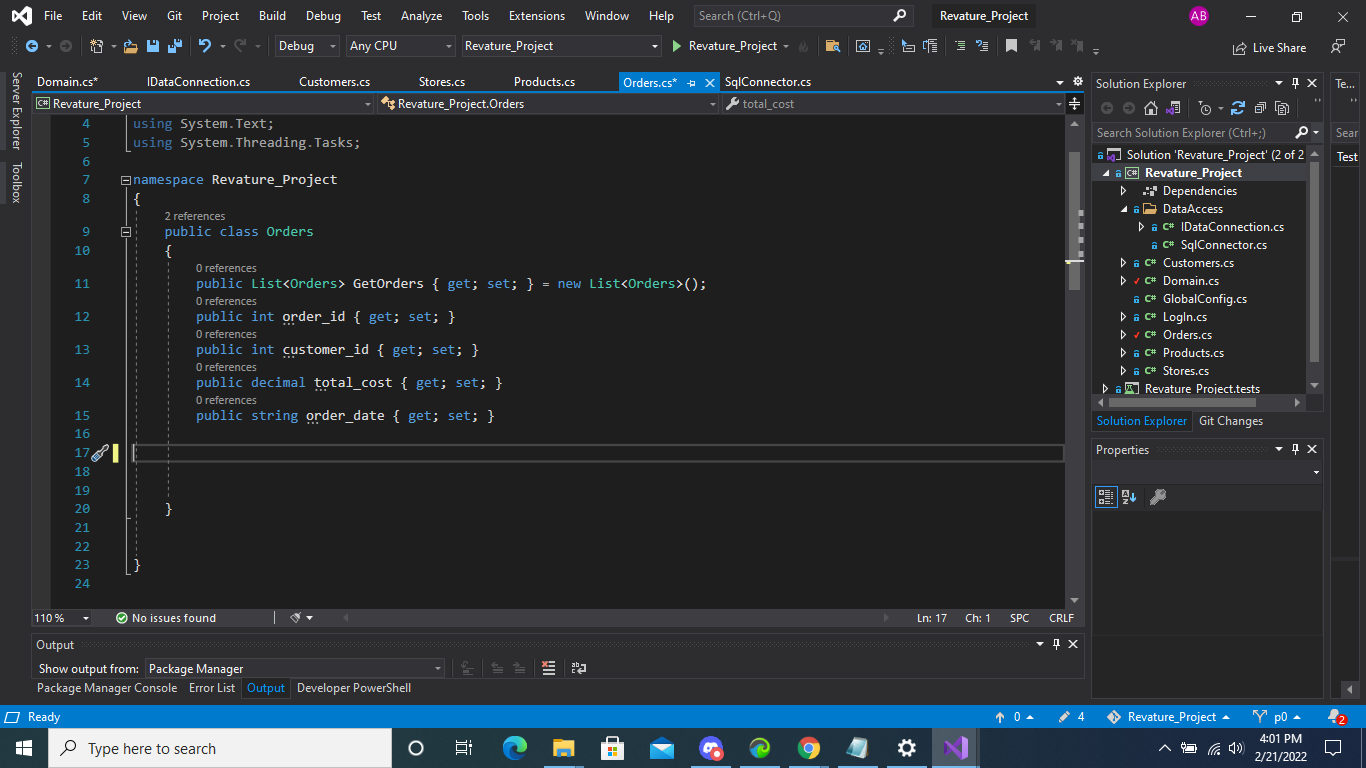 File Edit View Git Project Build Debug Test Analyze Tools Extensions Window Help Search (Ctrl+Q) Revature_Project AB
Debug Any CPU Revature_Project Revature_Project Live Share
Server Explorer
Toolbox
Domain.cs* IDataConnection.cs Customers.cs Stores.cs Products.cs Orders.cs* SqlConnector.cs
Revature_Project Revature_Project.Orders total_cost
4 using System.Text;
5 using System.Threading.Tasks;
6
7 namespace Revature_Project
8 {
2 references
9 public class Orders
10 {
0 references
11 public List<Orders> GetOrders { get; set; } = new List<Orders>();
0 references
12 public int order_id { get; set; }
0 references
13 public int customer_id { get; set; }
0 references
14 public decimal total_cost { get; set; }
0 references
15 public string order_date { get; set; }
16
17
18
19
20 }
21
22
23 }
24
110 % No issues found Ln: 17 Ch: 1 SPC CRLF
Output
Show output from: Package Manager
Package Manager Console Error List Output Developer PowerShell
Solution Explorer
Search Solution Explorer (Ctrl+;)
Solution 'Revature_Project' (2 of 2
Revature_Project
Dependencies
DataAccess
IDataConnection.cs
SqlConnector.cs
Customers.cs
Domain.cs
GlobalConfig.cs
LogIn.cs
Orders.cs
Products.cs
Stores.cs
Revature_Project.tests
Solution Explorer Git Changes
Properties
Te...
Sear
Test
Ready 0 4 Revature_Project p0 2
Type here to search
4:01 PM
2/21/2022